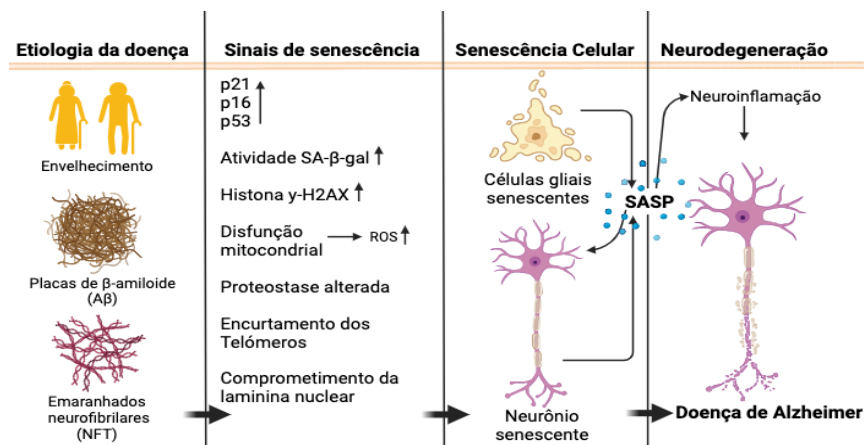 Etiologia da doença
Envelhecimento
Placas de β-amiloide
(Aβ)
Emaranhados
neurofibrilares
(NFT)
Sinais de senescência
p21
p16
p53
Atividade SA-β-gal
Histona y-H2AX
Disfunção
mitocondrial
ROS
Proteostase alterada
Encurtamento dos
Telómeros
Comprometimento da
laminina nuclear
Senescência Celular
Células gliais
senescentes
SASP
Neurônio
senescente
Neurodegeneração
Neuroinflamação
Doença de Alzheimer